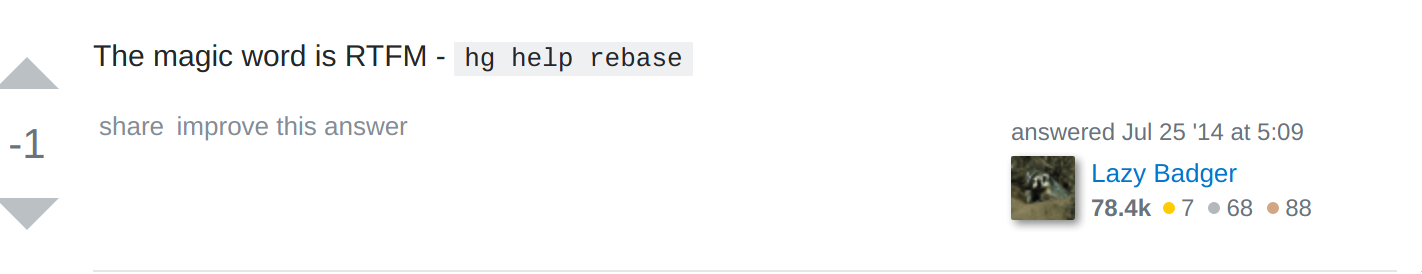 The magic word is RTFM - hg help rebase
-1
share improve this answer
answered Jul 25 '14 at 5:09
Lazy Badger
78.4k 7 68 88